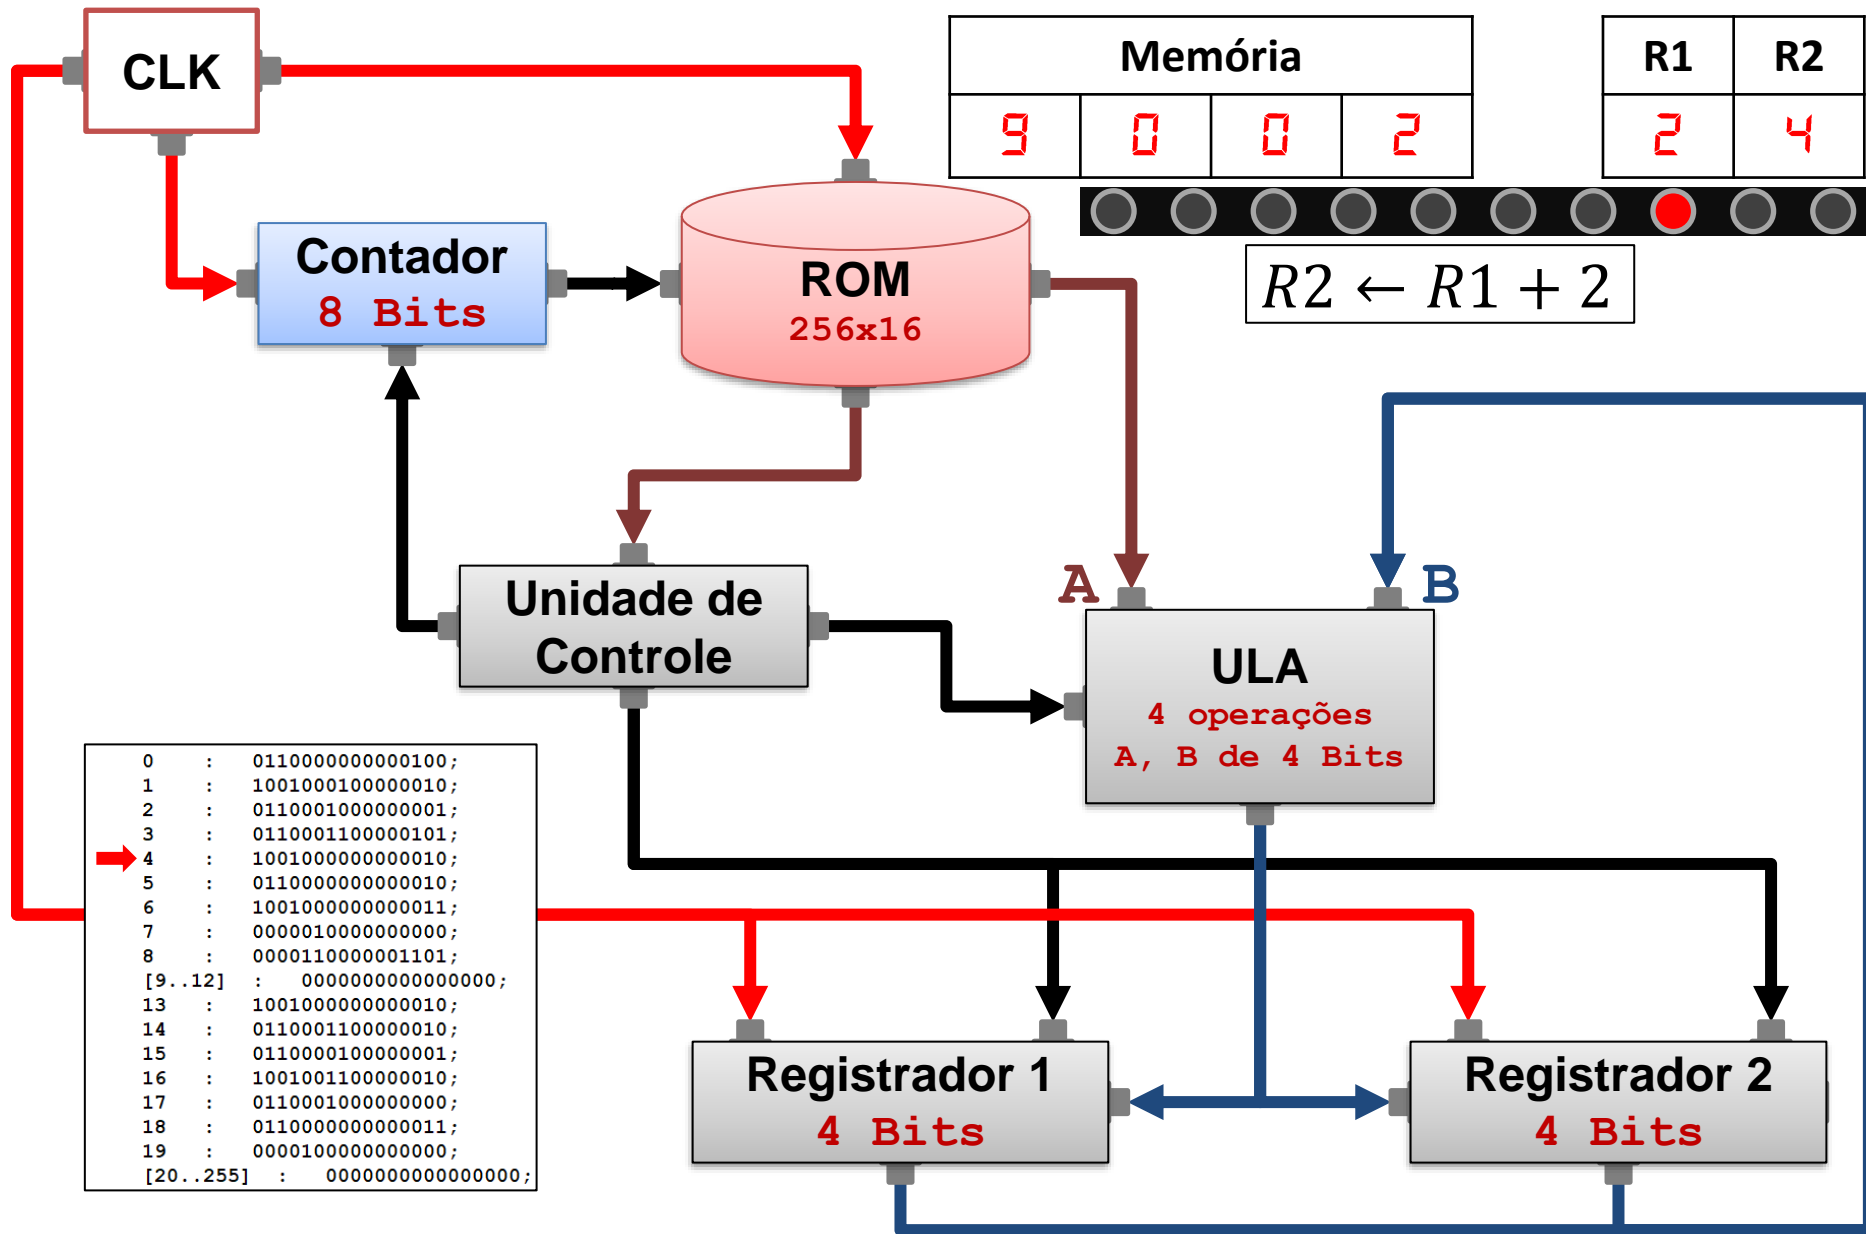 CLK
Memória
R1 R2
9 0 0 2
2 4
Contador
8 Bits
ROM
256x16
R2 ← R1 + 2
A
B
Unidade de
Controle
ULA
4 operações
A, B de 4 Bits
0 : 0110000000000100;
1 : 1001000100000010;
2 : 0110001000000001;
3 : 0110001100000101;
4 : 1001000000000010;
5 : 0110000000000010;
6 : 1001000000000011;
7 : 0000010000000000;
8 : 0000110000001101;
[9..12] : 0000000000000000;
13 : 1001000000000010;
14 : 0110001100000010;
15 : 0110000100000001;
16 : 1001001100000010;
17 : 0110001000000000;
18 : 0110000000000011;
19 : 0000100000000000;
[20..255] : 0000000000000000;
Registrador 1
4 Bits
Registrador 2
4 Bits